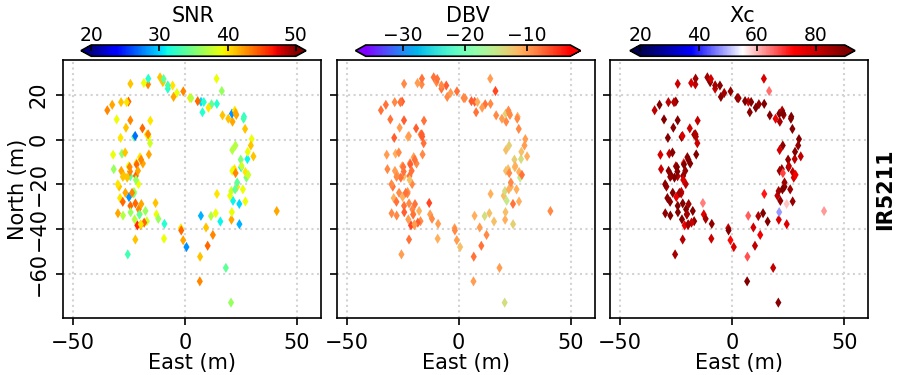 SNR DBV Xc
20 30 40 50 −30 −20 −10 20 40 60 80
20
0
−20
−40
−60
North (m)
IR5211
−50 0 50 −50 0 50 −50 0 50
East (m) East (m) East (m)